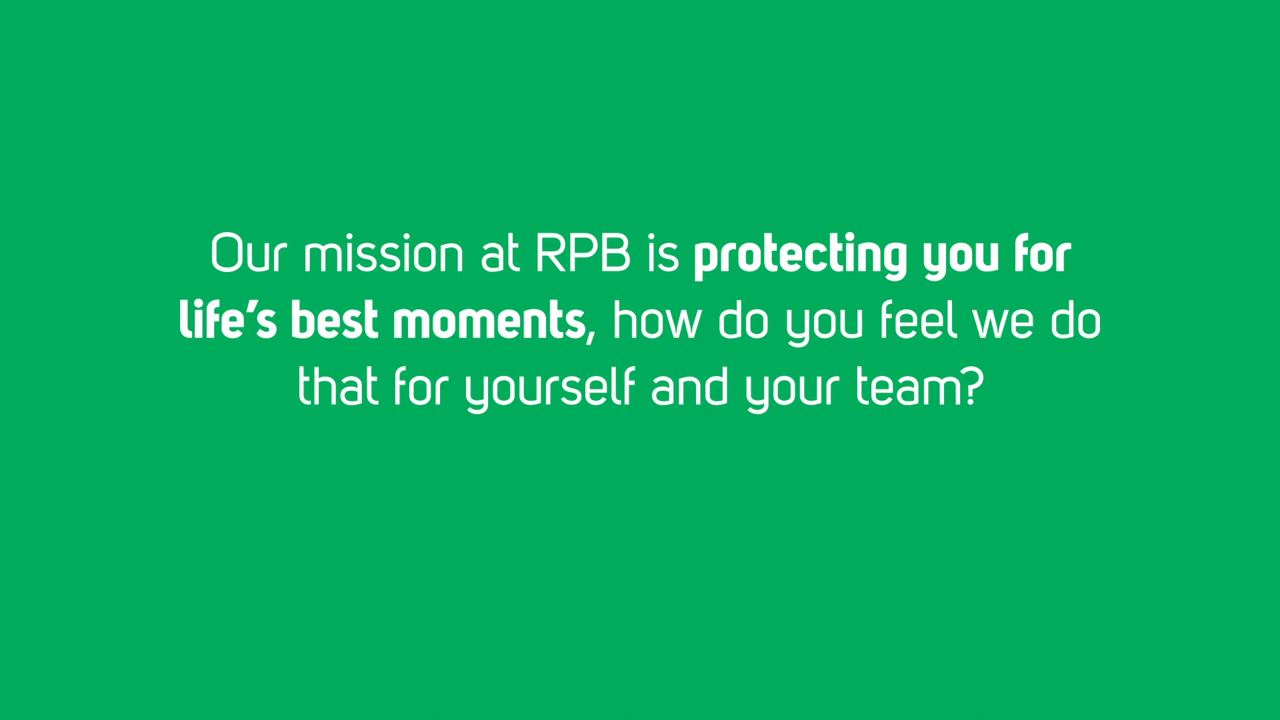 Our mission at RPB is protecting you for
life’s best moments, how do you feel we do
that for yourself and your team?